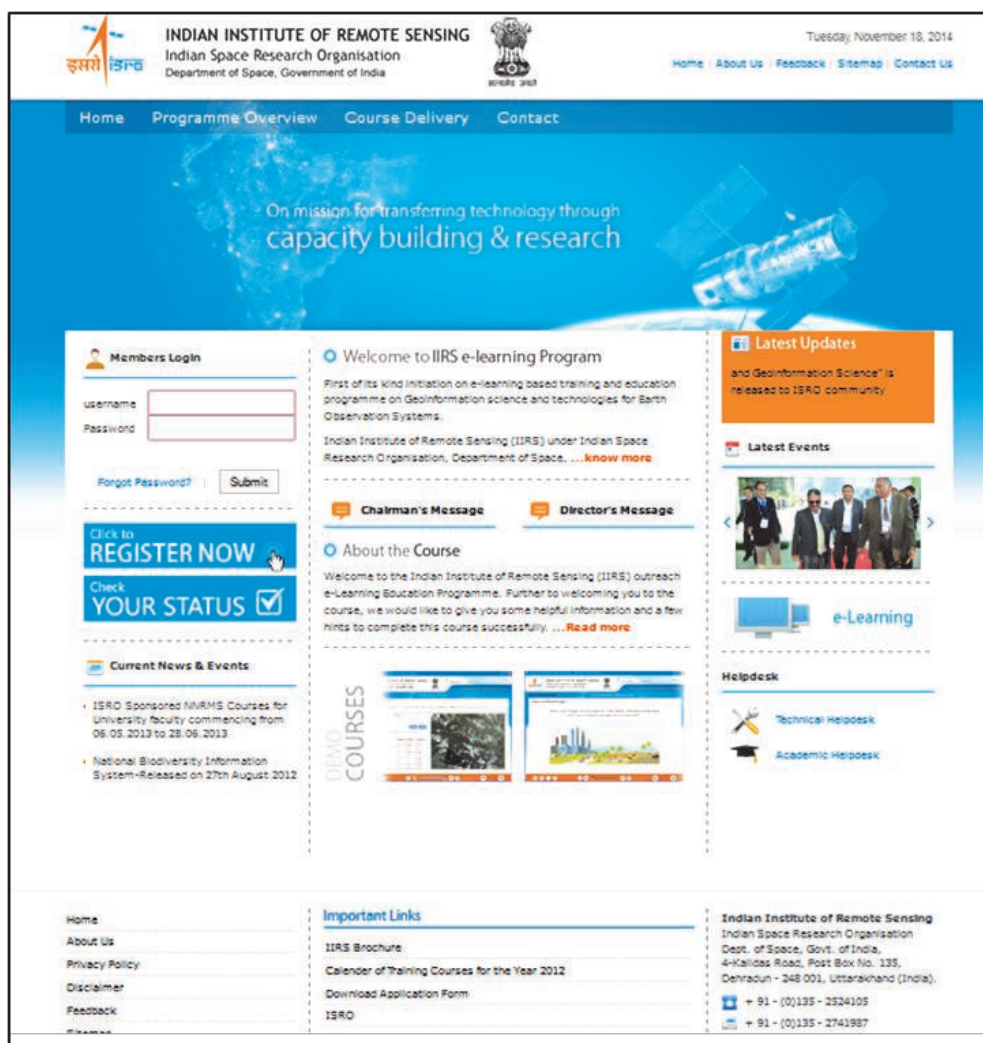 इसरो isro
INDIAN INSTITUTE OF REMOTE SENSING
Indian Space Research Organisation
Department of Space, Government of India
सत्यमेव जयते
Tuesday, November 18, 2014
Home About Us Feedback Sitemap Contact Us
Home Programme Overview Course Delivery Contact
On mission for transferring technology through
capacity building & research
Members Login
username
Password
Forgot Password? Submit
Click to
REGISTER NOW
Check
YOUR STATUS
Current News & Events
ISRO Sponsored NNRMS Courses for
University faculty commencing from
06.05.2013 to 28.06.2013
National Biodiversity Information
System-Released on 27th August 2012
Welcome to IIRS e-learning Program
First of its kind initiation on e-learning based training and education
programme on Geoinformation science and technologies for Earth
Observation Systems.
Indian Institute of Remote Sensing (IIRS) under Indian Space
Research Organisation, Department of Space, ...know more
Chairman's Message Director's Message
About the Course
Welcome to the Indian Institute of Remote Sensing (IIRS) outreach
e-Learning Education Programme. Further to welcoming you to the
course, we would like to give you some helpful information and a few
hints to complete this course successfully. ...Read more
DEMO
COURSES
Latest Updates
and Geoinformation Science" is
released to ISRO community
Latest Events
e-Learning
Helpdesk
Technical Helpdesk
Academic Helpdesk
Home
About Us
Privacy Policy
Disclaimer
Feedback
Sitemap
Important Links
IIRS Brochure
Calender of Training Courses for the Year 2012
Download Application Form
ISRO
Indian Institute of Remote Sensing
Indian Space Research Organisation
Dept. of Space, Govt. of India,
4-Kalidas Road, Post Box No. 135,
Dehradun - 248 001, Uttarakhand (India).
+ 91 - (0)135 - 2524105
+ 91 - (0)135 - 2741987